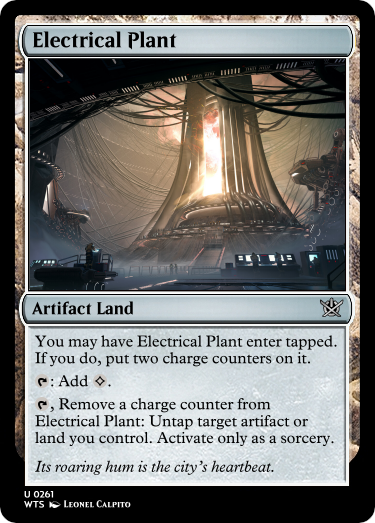 Electrical Plant
Artifact Land
You may have Electrical Plant enter tapped.
If you do, put two charge counters on it.
: Add .
, Remove a charge counter from
Electrical Plant: Untap target artifact or
land you control. Activate only as a sorcery.
Its roaring hum is the city's heartbeat.
U 0261
WTS Leonel Calpito